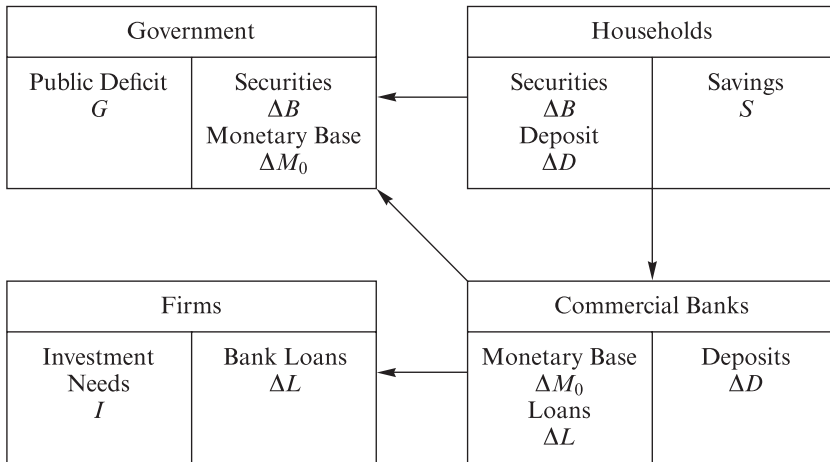 Government
Public Deficit
G
Securities
ΔB
Monetary Base
ΔM₀
Households
Securities
ΔB
Deposit
ΔD
Savings
S
Firms
Investment
Needs
I
Bank Loans
ΔL
Commercial Banks
Monetary Base
ΔM₀
Loans
ΔL
Deposits
ΔD